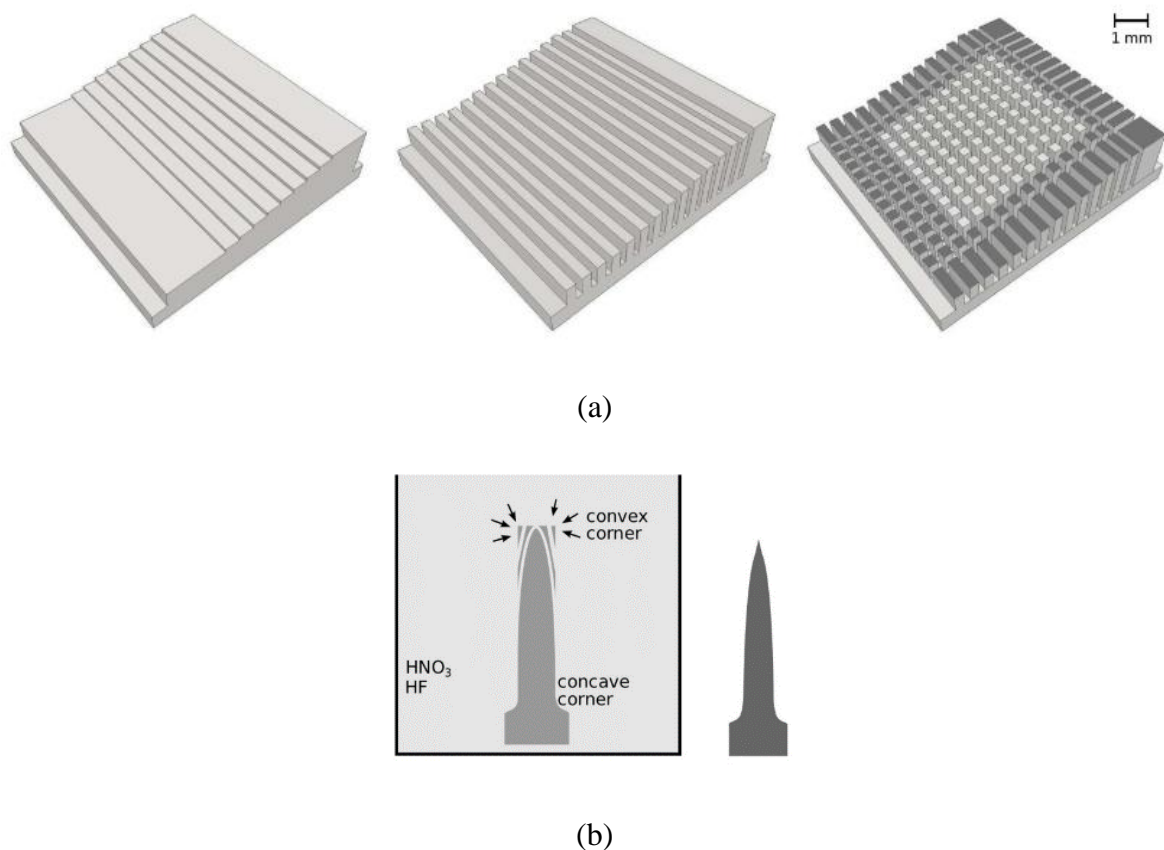 1 mm
(a)
convex
corner
HNO₃
HF
concave
corner
(b)